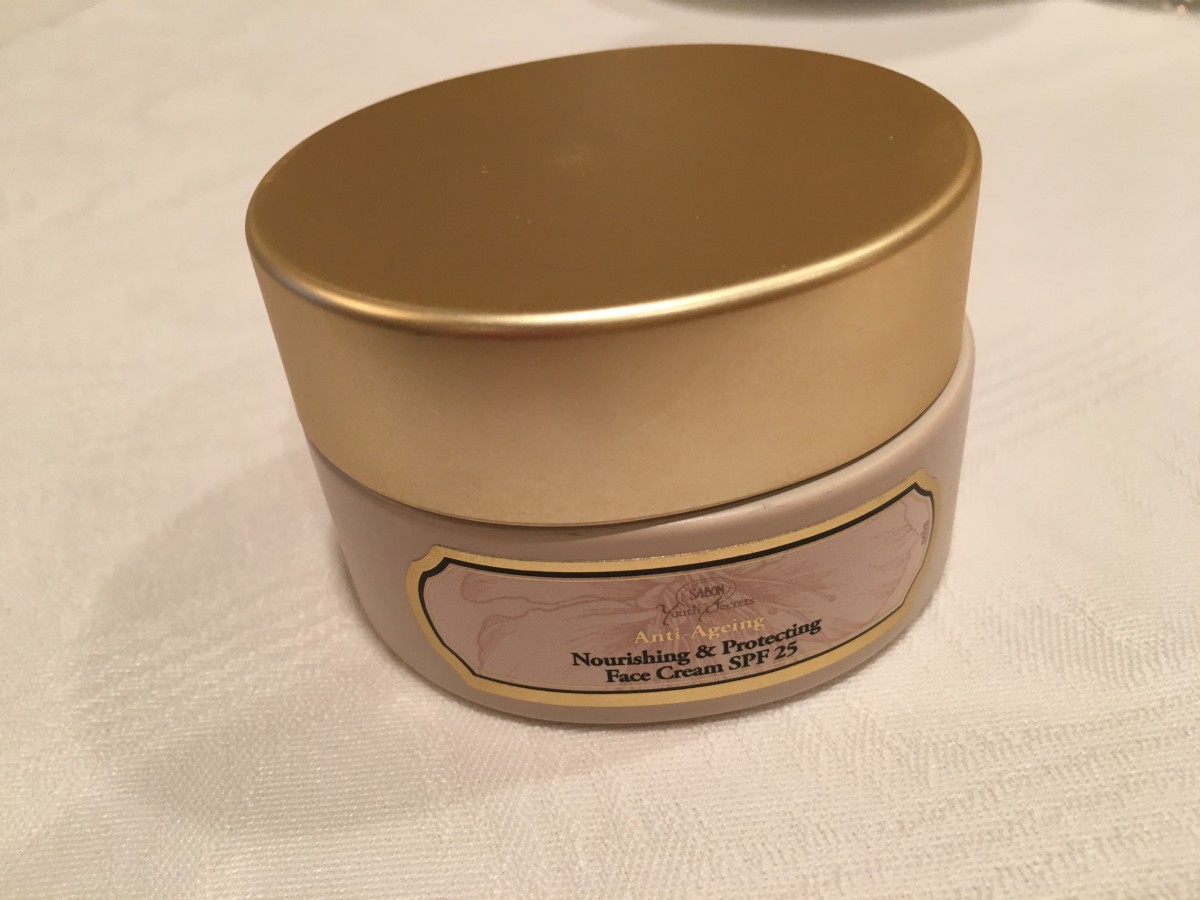 SABON
Youth Secrets
Anti-Ageing
Nourishing & Protecting
Face Cream SPF 25